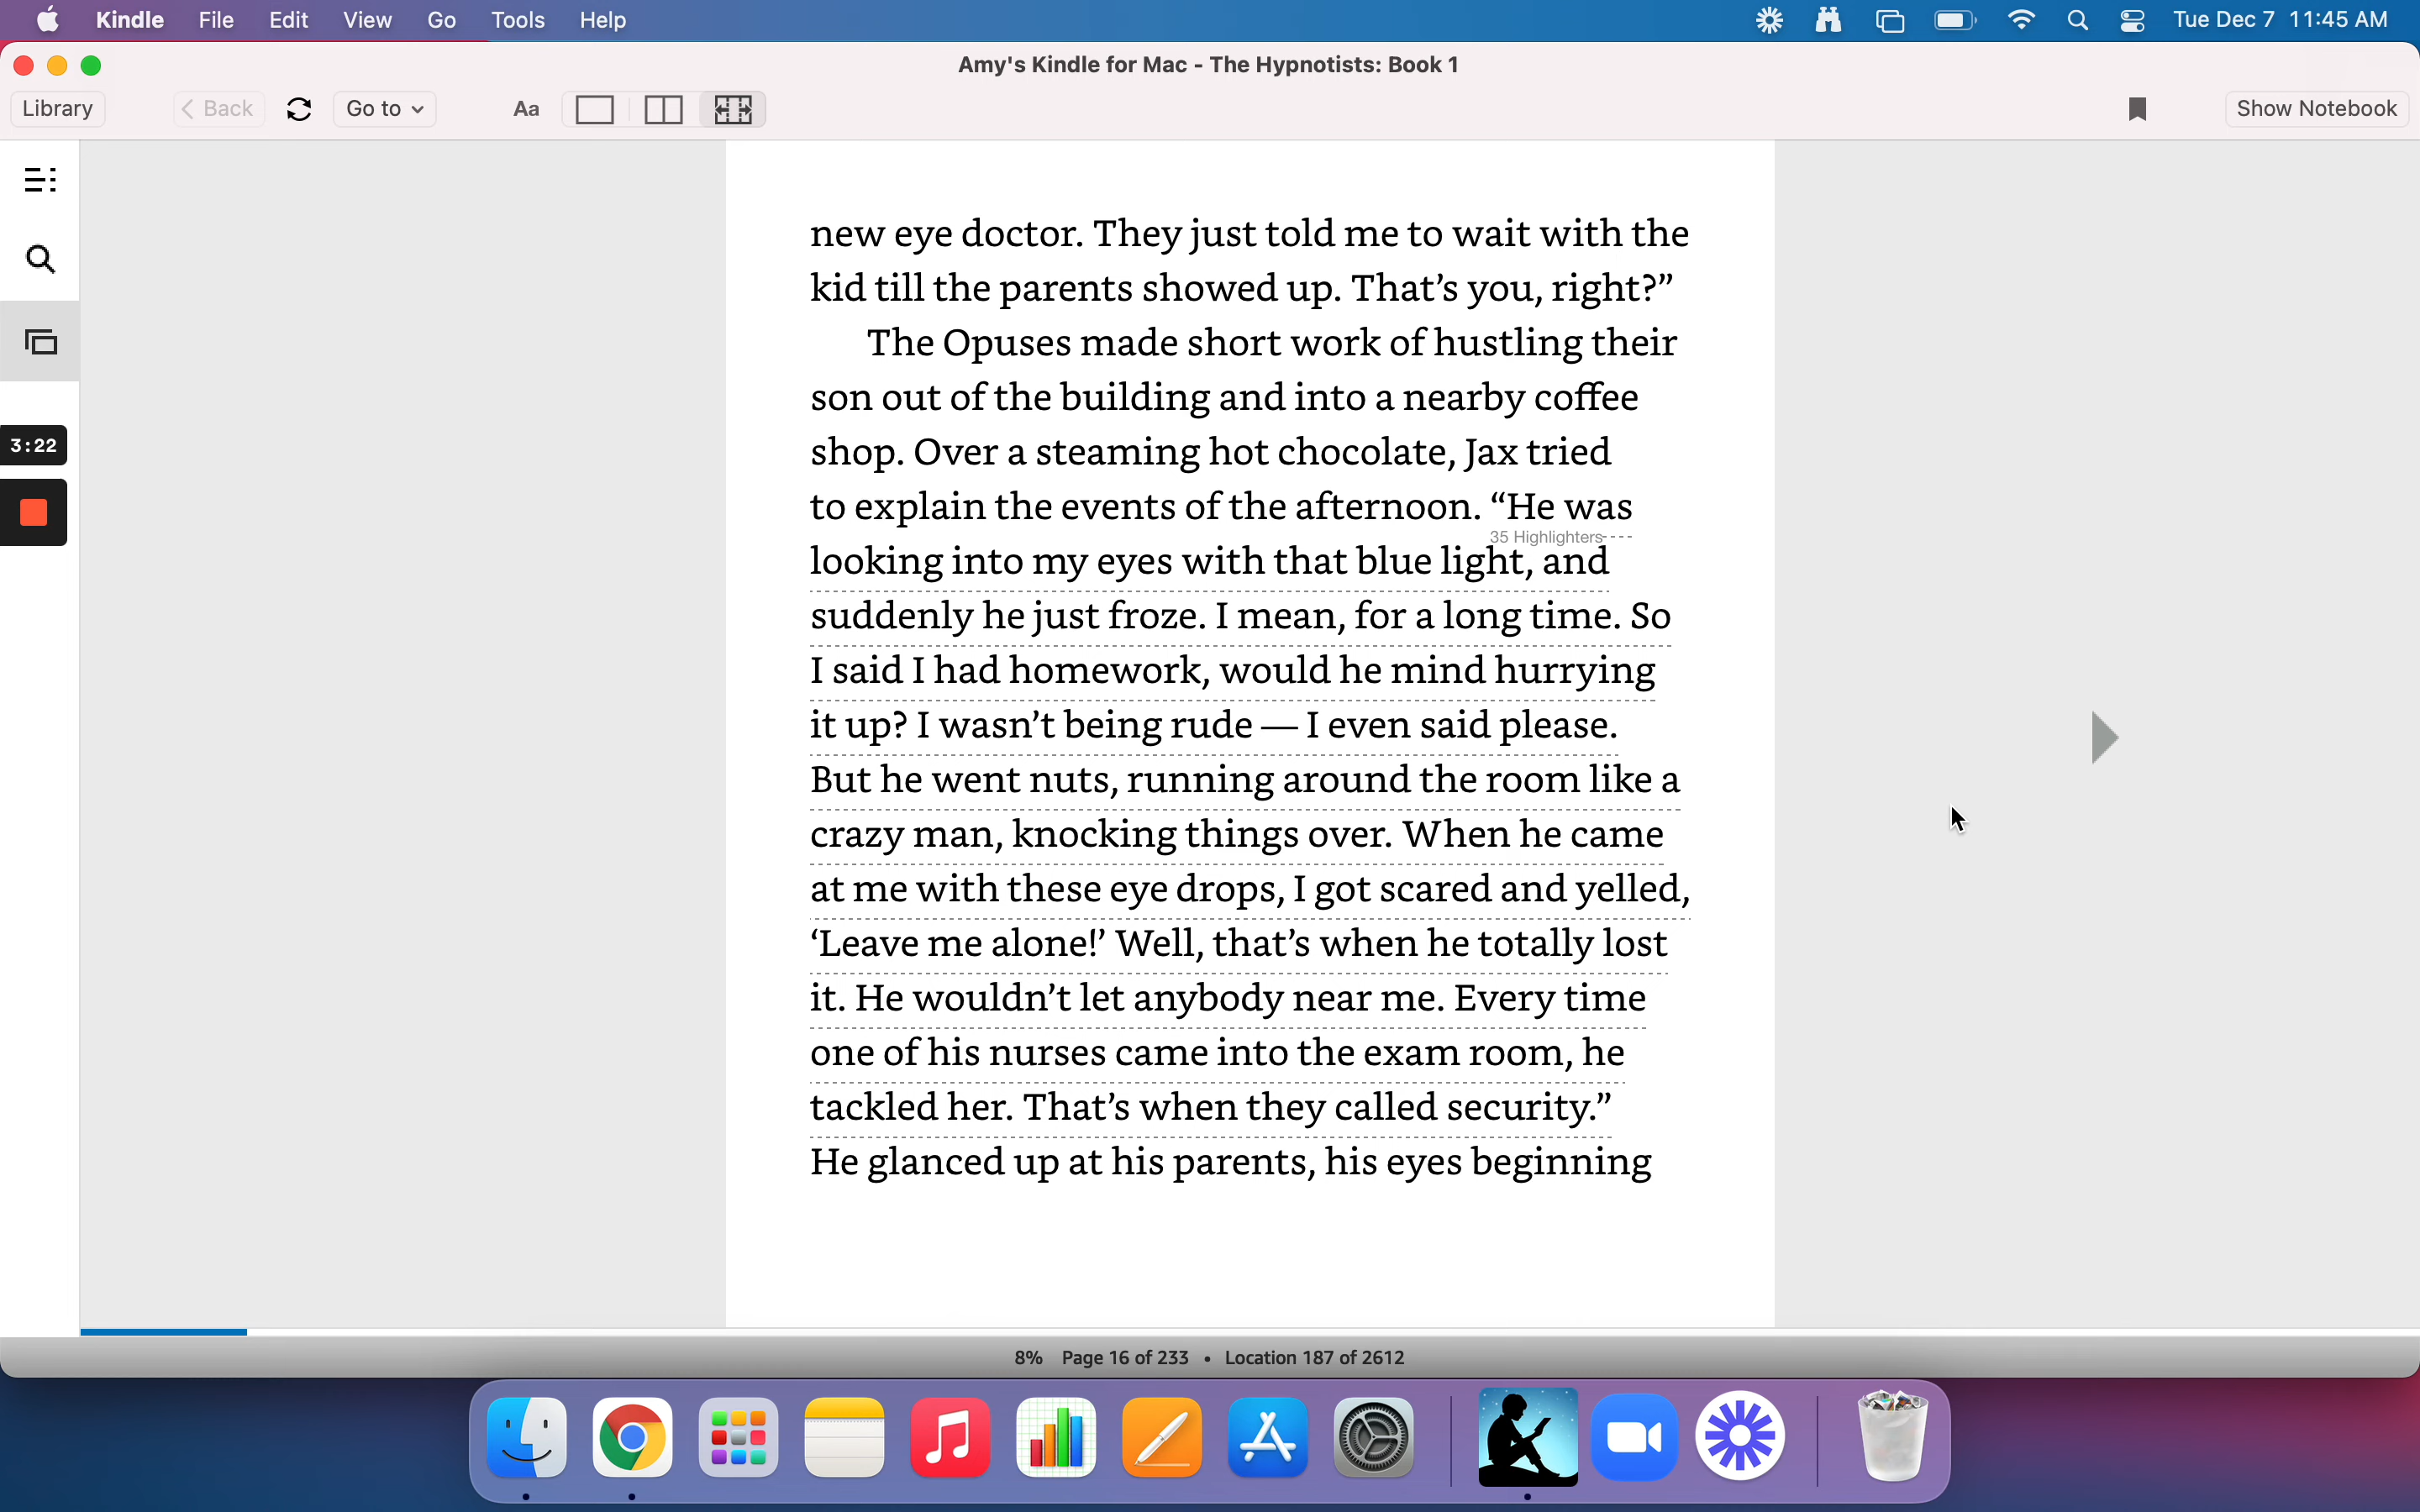 Kindle File Edit View Go Tools Help Tue Dec 7 11:45 AM
Amy's Kindle for Mac - The Hypnotists: Book 1
Library Back Go to Aa Show Notebook
3:22
new eye doctor. They just told me to wait with the
kid till the parents showed up. That’s you, right?”
The Opuses made short work of hustling their
son out of the building and into a nearby coffee
shop. Over a steaming hot chocolate, Jax tried
to explain the events of the afternoon. “He was
35 Highlighters
looking into my eyes with that blue light, and
suddenly he just froze. I mean, for a long time. So
I said I had homework, would he mind hurrying
it up? I wasn’t being rude — I even said please.
But he went nuts, running around the room like a
crazy man, knocking things over. When he came
at me with these eye drops, I got scared and yelled,
‘Leave me alone!’ Well, that’s when he totally lost
it. He wouldn’t let anybody near me. Every time
one of his nurses came into the exam room, he
tackled her. That’s when they called security.”
He glanced up at his parents, his eyes beginning
8% Page 16 of 233 • Location 187 of 2612